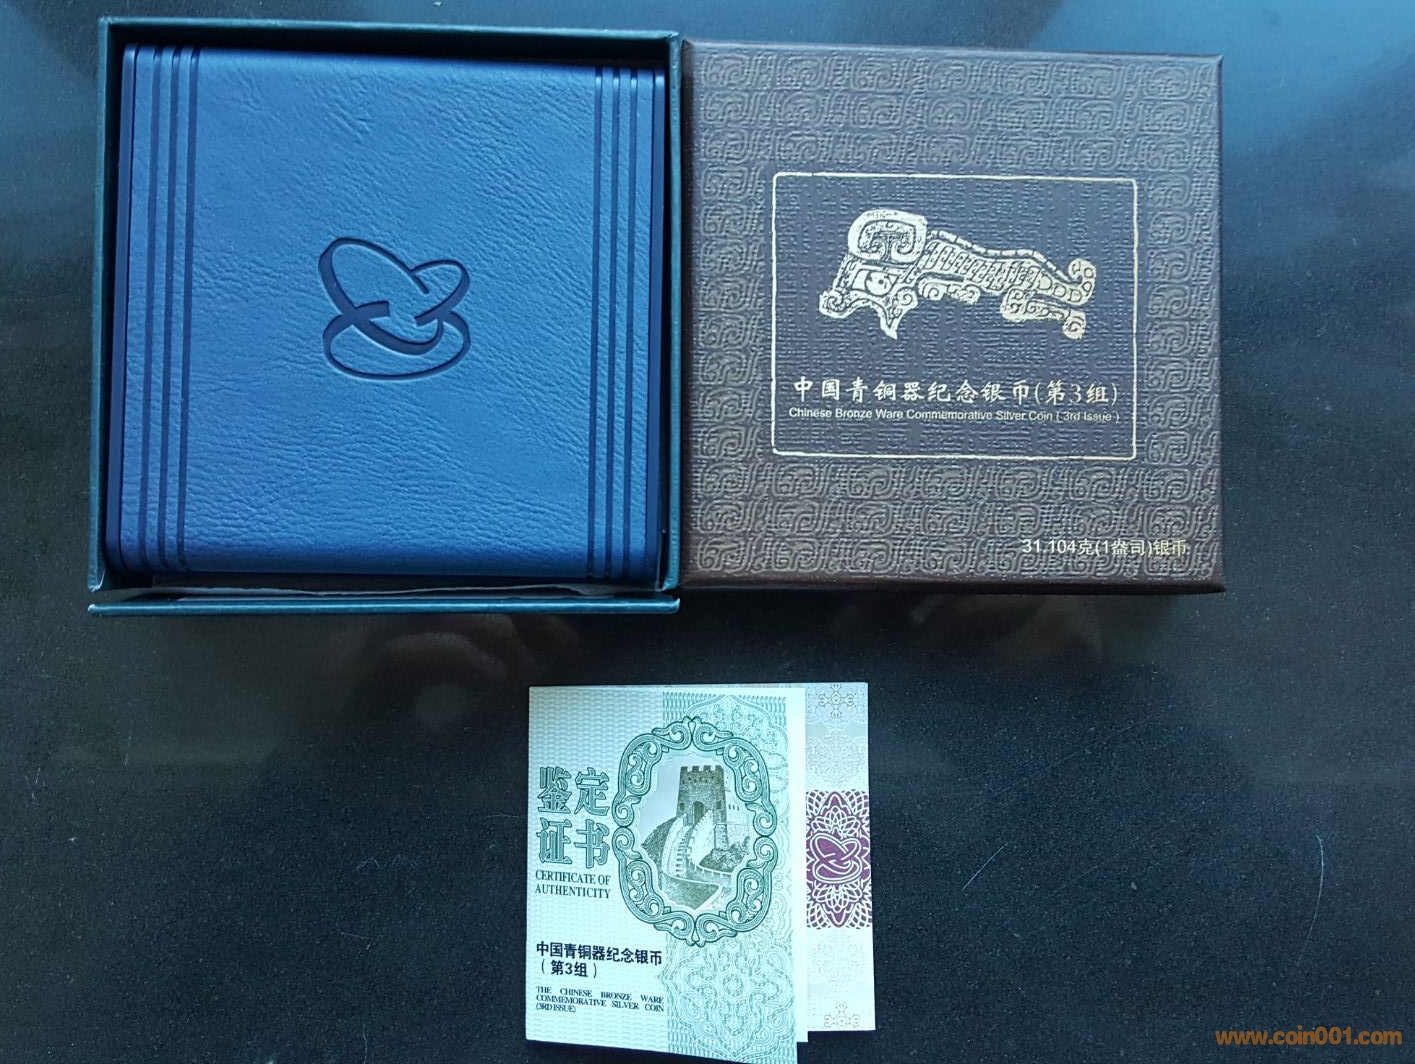 中国青铜器纪念银币(第3组)
Chinese Bronze Ware Commemorative Silver Coin ( 3rd Issue )
31.104克(1盎司)银币
鉴定
证书
CERTIFICATE OF
AUTHENTICITY
中国青铜器纪念银币
(第3组)
THE CHINESE BRONZE WARE
COMMEMORATIVE SILVER COIN
(3RD ISSUE)
www.coin001.com